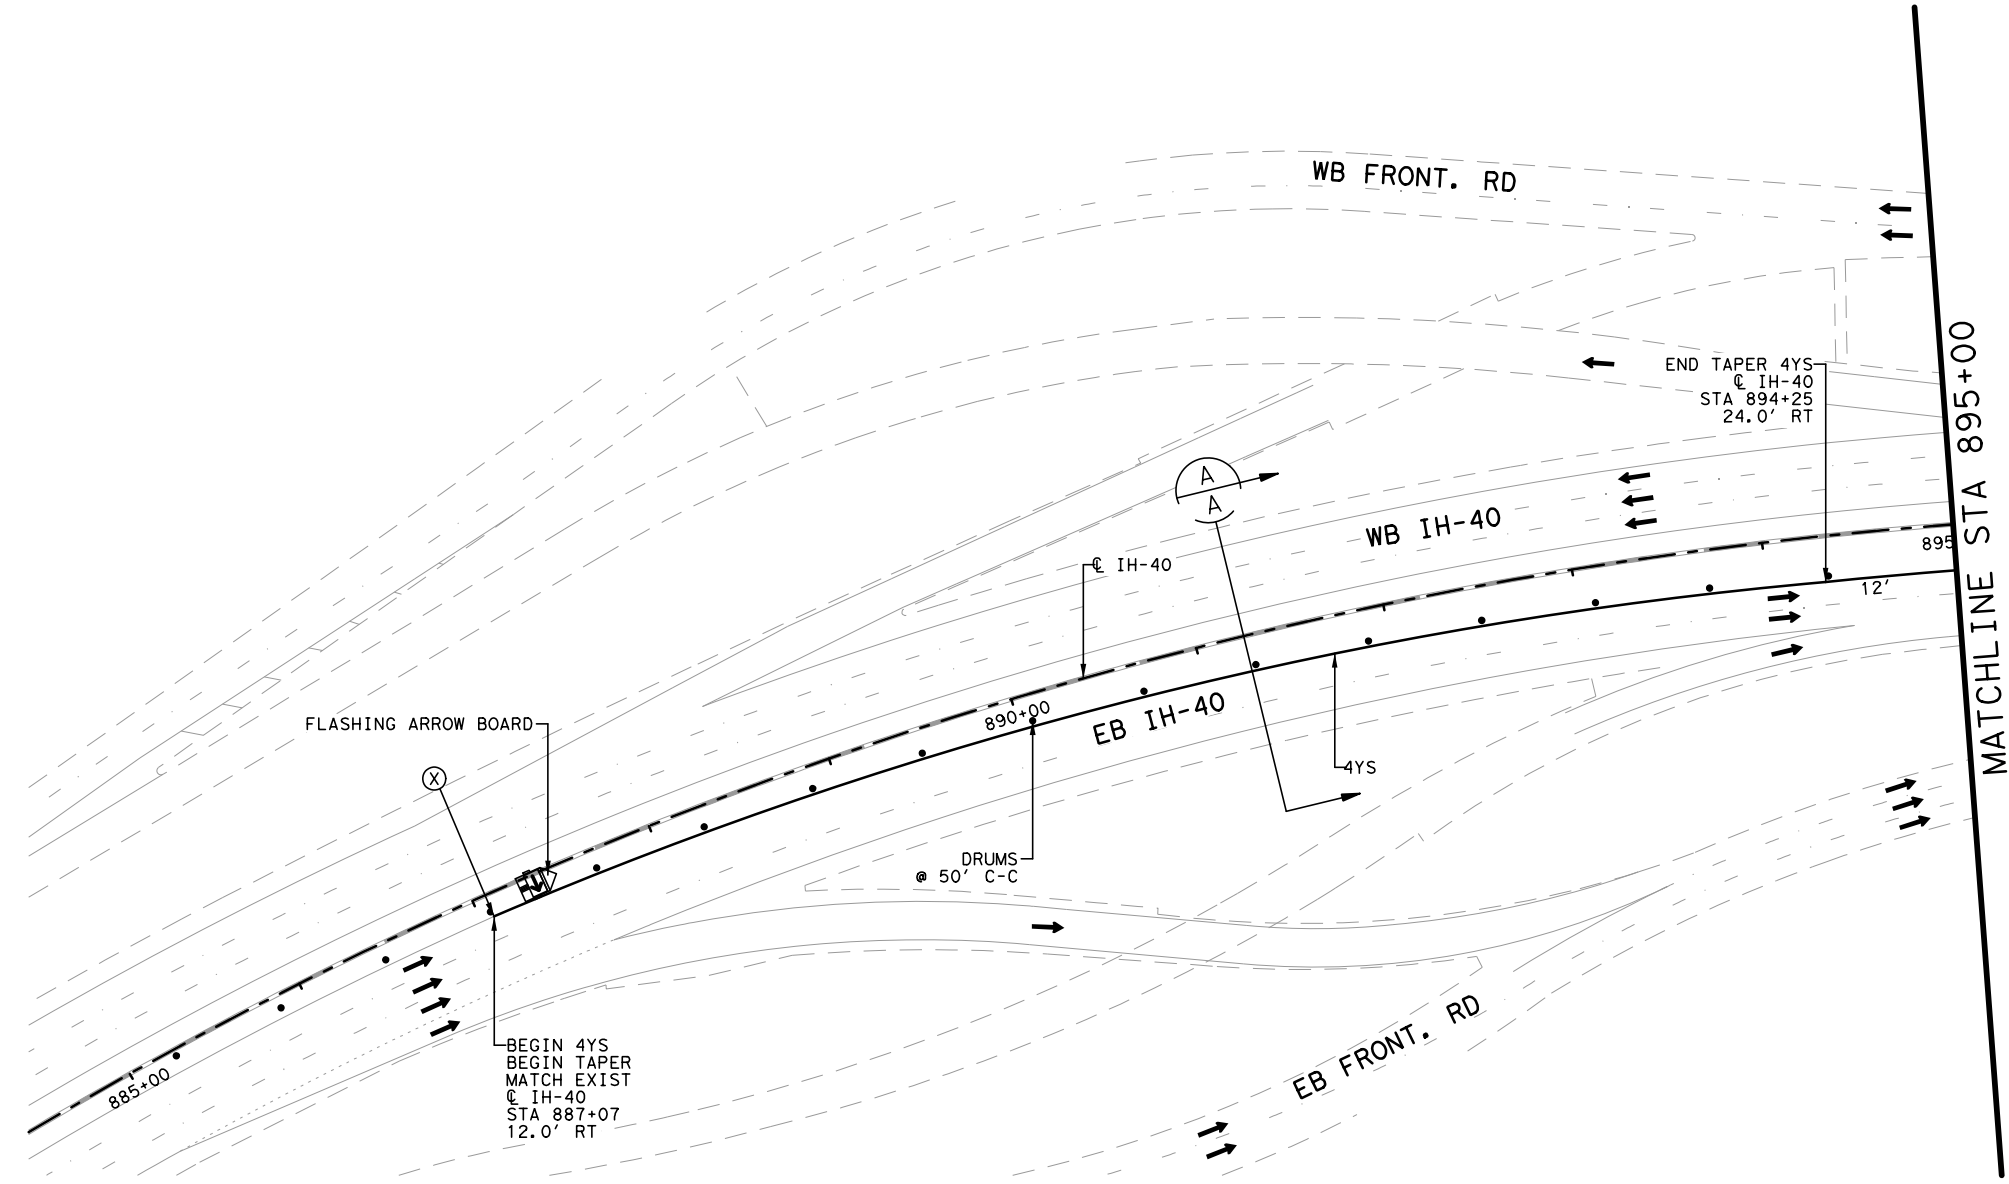 WB FRONT. RD
END TAPER 4YS
℄ IH-40
STA 894+25
24.0' RT
MATCHLINE STA 895+00
A
A
WB IH-40
895
℄ IH-40
12'
890+00
EB IH-40
FLASHING ARROW BOARD
X
4YS
DRUMS
@ 50' C-C
BEGIN 4YS
BEGIN TAPER
MATCH EXIST
℄ IH-40
STA 887+07
12.0' RT
885+00
EB FRONT. RD